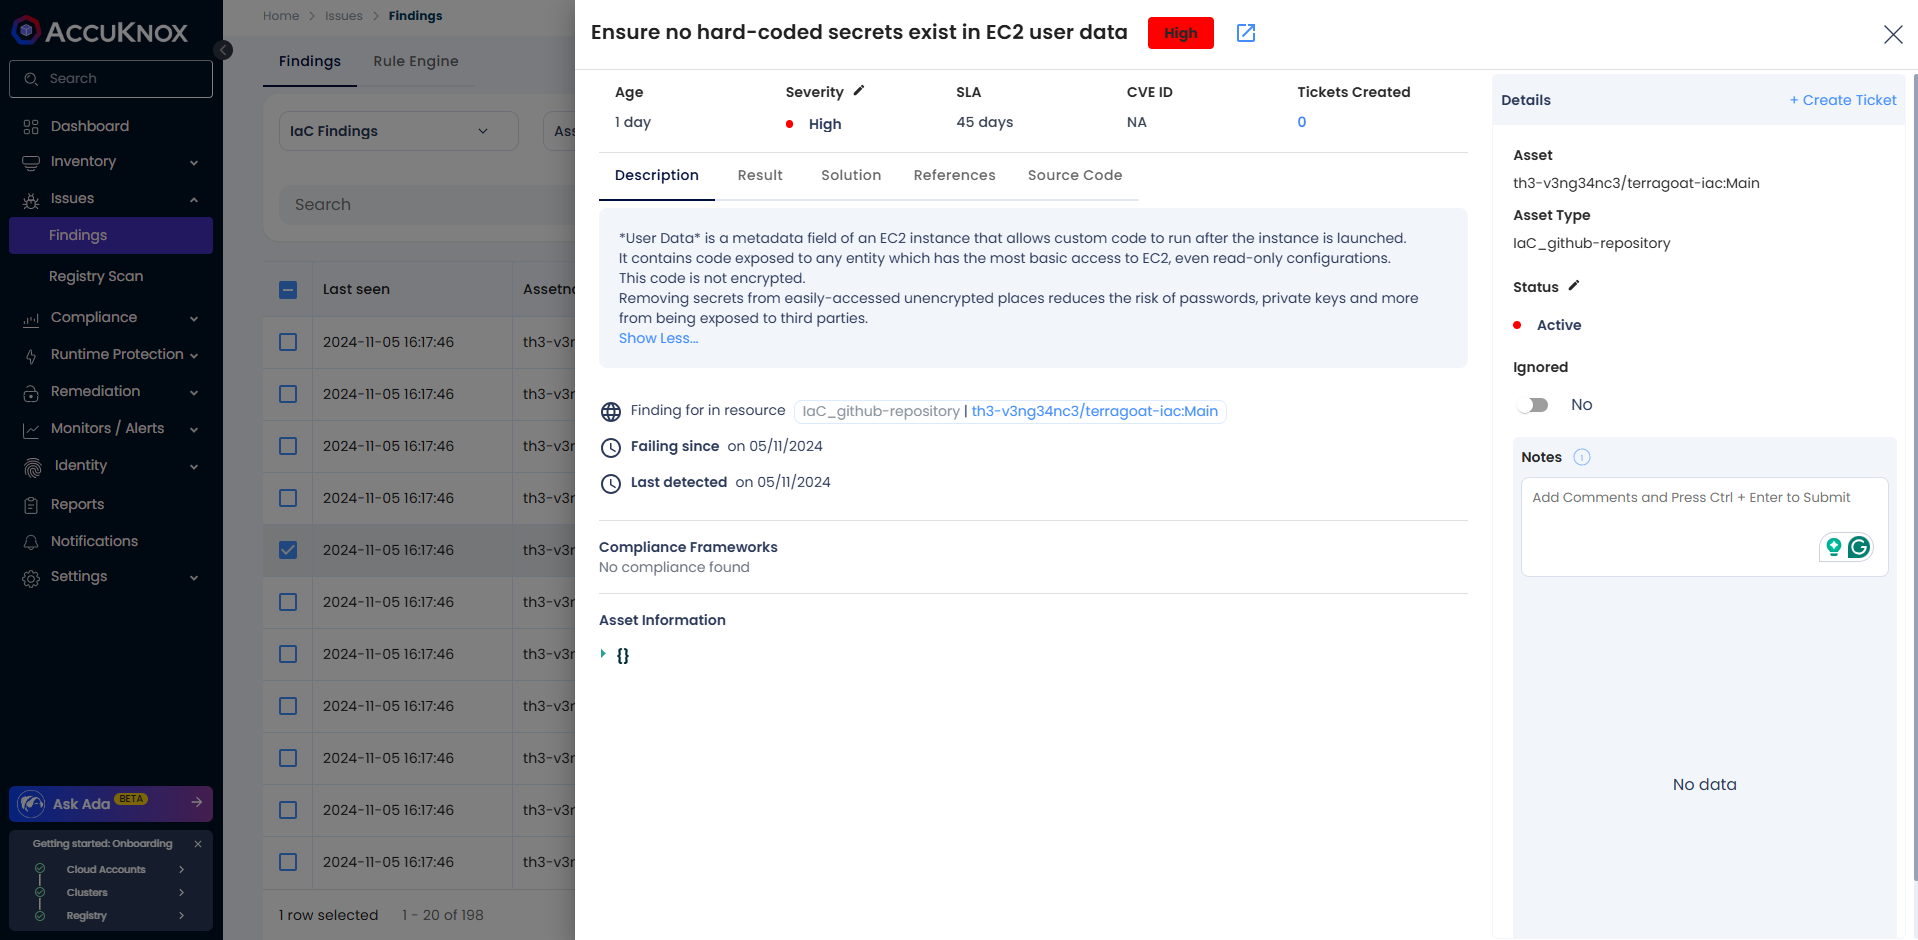 ACCUKNOX
Search
Dashboard
Inventory
Issues
Findings
Registry Scan
Compliance
Runtime Protection
Remediation
Monitors / Alerts
Identity
Reports
Notifications
Settings
Ask Ada BETA
Getting started: Onboarding
Cloud Accounts
Clusters
Registry
Home > Issues > Findings
Findings Rule Engine
IaC Findings
Search
Last seen
2024-11-05 16:17:46 th3-v3
2024-11-05 16:17:46 th3-v3
2024-11-05 16:17:46 th3-v3
2024-11-05 16:17:46 th3-v3
2024-11-05 16:17:46 th3-v3
2024-11-05 16:17:46 th3-v3
2024-11-05 16:17:46 th3-v3
2024-11-05 16:17:46 th3-v3
2024-11-05 16:17:46 th3-v3
2024-11-05 16:17:46 th3-v3
2024-11-05 16:17:46 th3-v3
1 row selected 1 - 20 of 198
Ensure no hard-coded secrets exist in EC2 user data High
Age Severity SLA CVE ID Tickets Created
1 day High 45 days NA 0
Description Result Solution References Source Code
*User Data* is a metadata field of an EC2 instance that allows custom code to run after the instance is launched.
It contains code exposed to any entity which has the most basic access to EC2, even read-only configurations.
This code is not encrypted.
Removing secrets from easily-accessed unencrypted places reduces the risk of passwords, private keys and more
from being exposed to third parties.
Show Less...
Finding for in resource IaC_github-repository | th3-v3ng34nc3/terragoat-iac:Main
Failing since on 05/11/2024
Last detected on 05/11/2024
Compliance Frameworks
No compliance found
Asset Information
{}
Details + Create Ticket
Asset
th3-v3ng34nc3/terragoat-iac:Main
Asset Type
IaC_github-repository
Status
Active
Ignored
No
Notes
Add Comments and Press Ctrl + Enter to Submit
No data